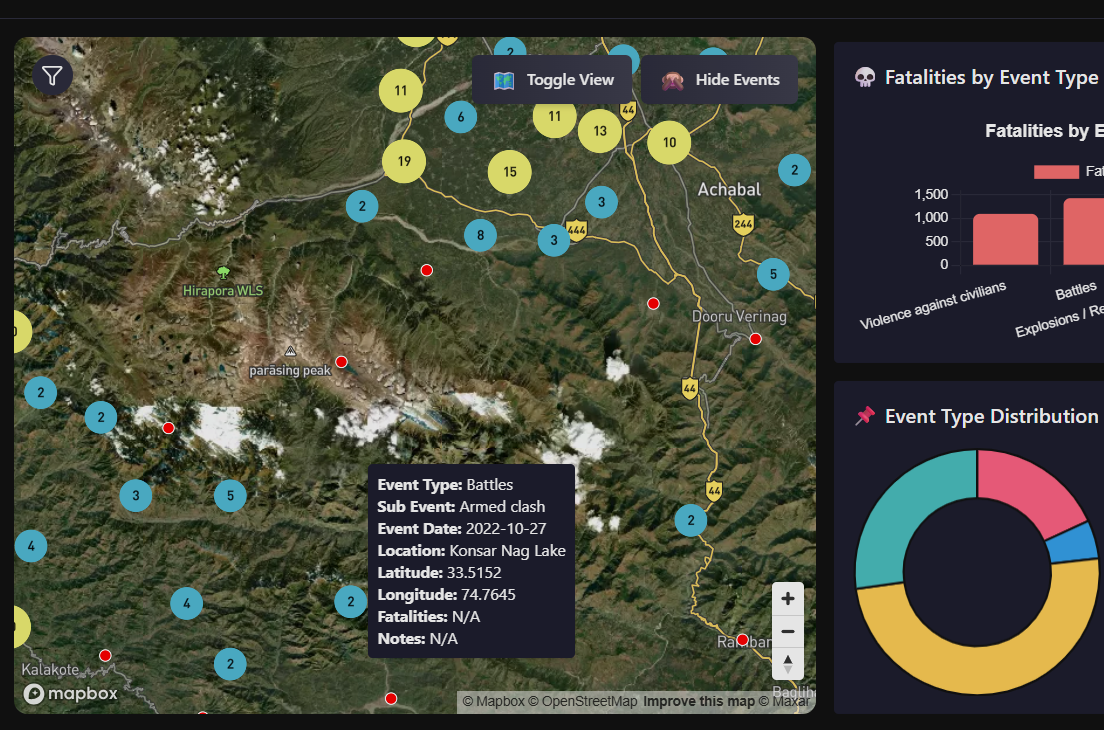 2
Toggle View
Hide Events
11
6
11
13
44
10
19
15
2
Achabal
2
3
244
8
3
444
5
Hirapora WLS
Dooru Verinag
parāsing peak
44
2
2
3
5
44
2
4
4
2
2
Event Type: Battles
Sub Event: Armed clash
Event Date: 2022-10-27
Location: Konsar Nag Lake
Latitude: 33.5152
Longitude: 74.7645
Fatalities: N/A
Notes: N/A
Kalakote
mapbox
© Mapbox © OpenStreetMap Improve this map © Maxar
💀 Fatalities by Event Type
Fatalities by E
Fat
1,500
1,000
500
0
Violence against civilians
Battles
Explosions / Re
📌 Event Type Distribution